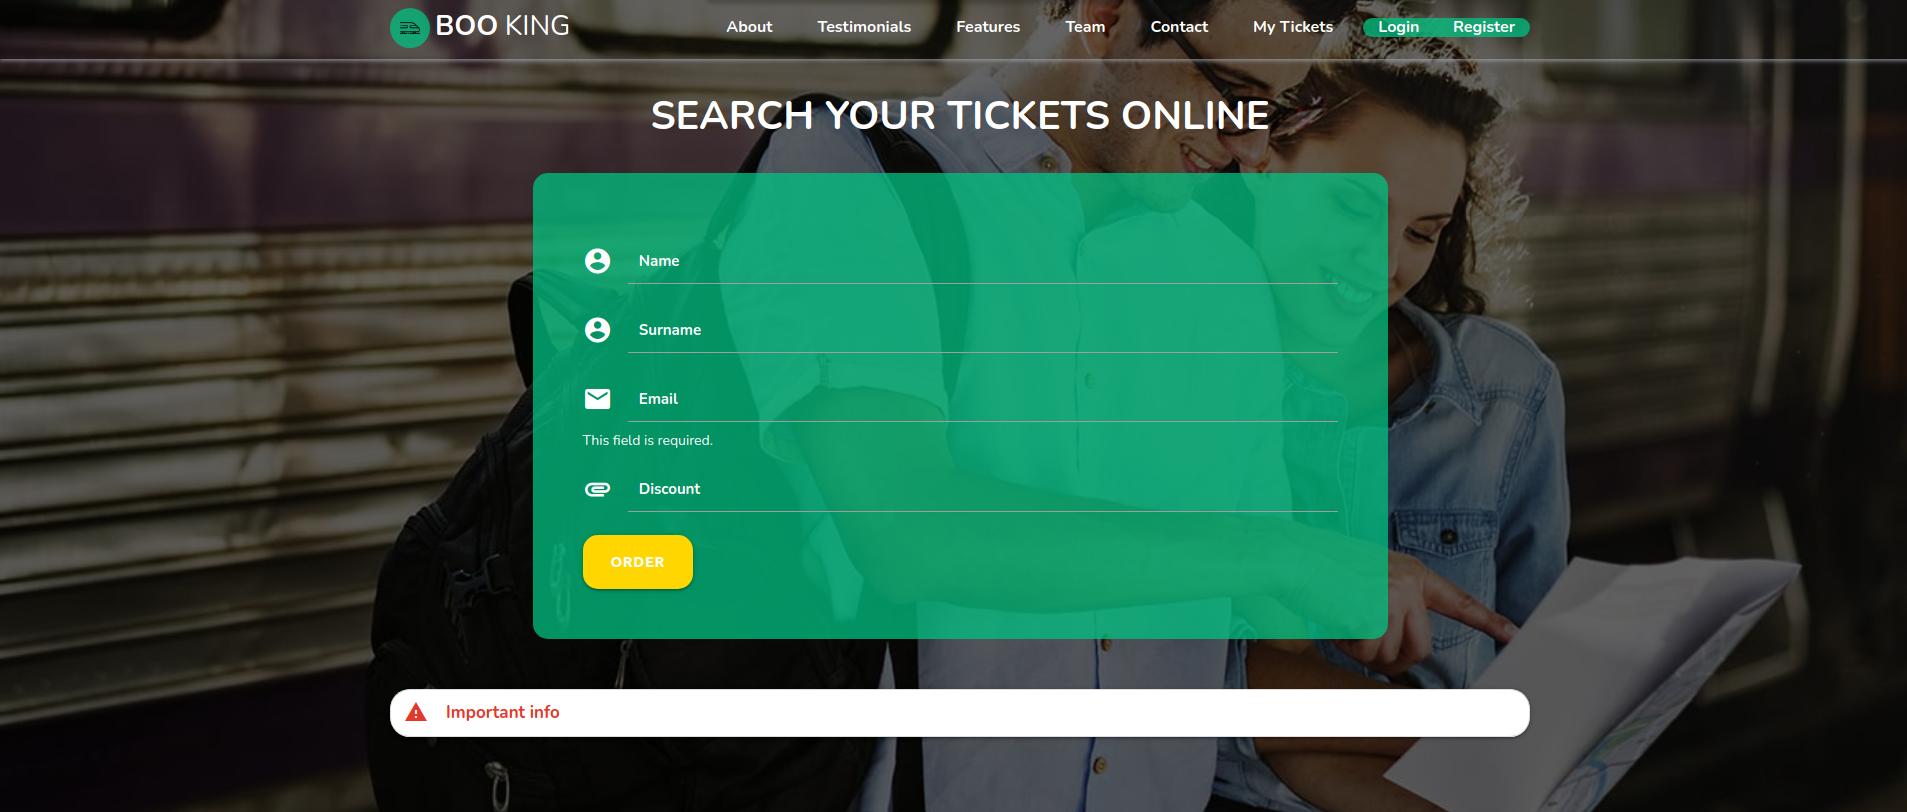 BOO KING
About Testimonials Features Team Contact My Tickets Login Register
SEARCH YOUR TICKETS ONLINE
Name
Surname
Email
This field is required.
Discount
ORDER
Important info